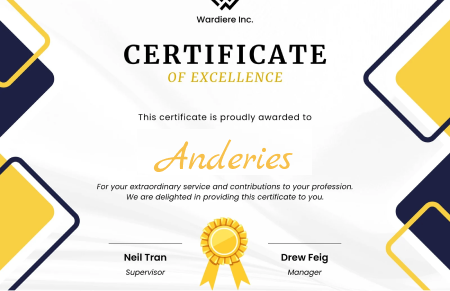 Wardiere Inc.
CERTIFICATE
OF EXCELLENCE
This certificate is proudly awarded to
Anderies
For your extraordinary service and contributions to your profession.
We are delighted in providing this certificate to you.
Neil Tran
Drew Feig
Supervisor
Manager